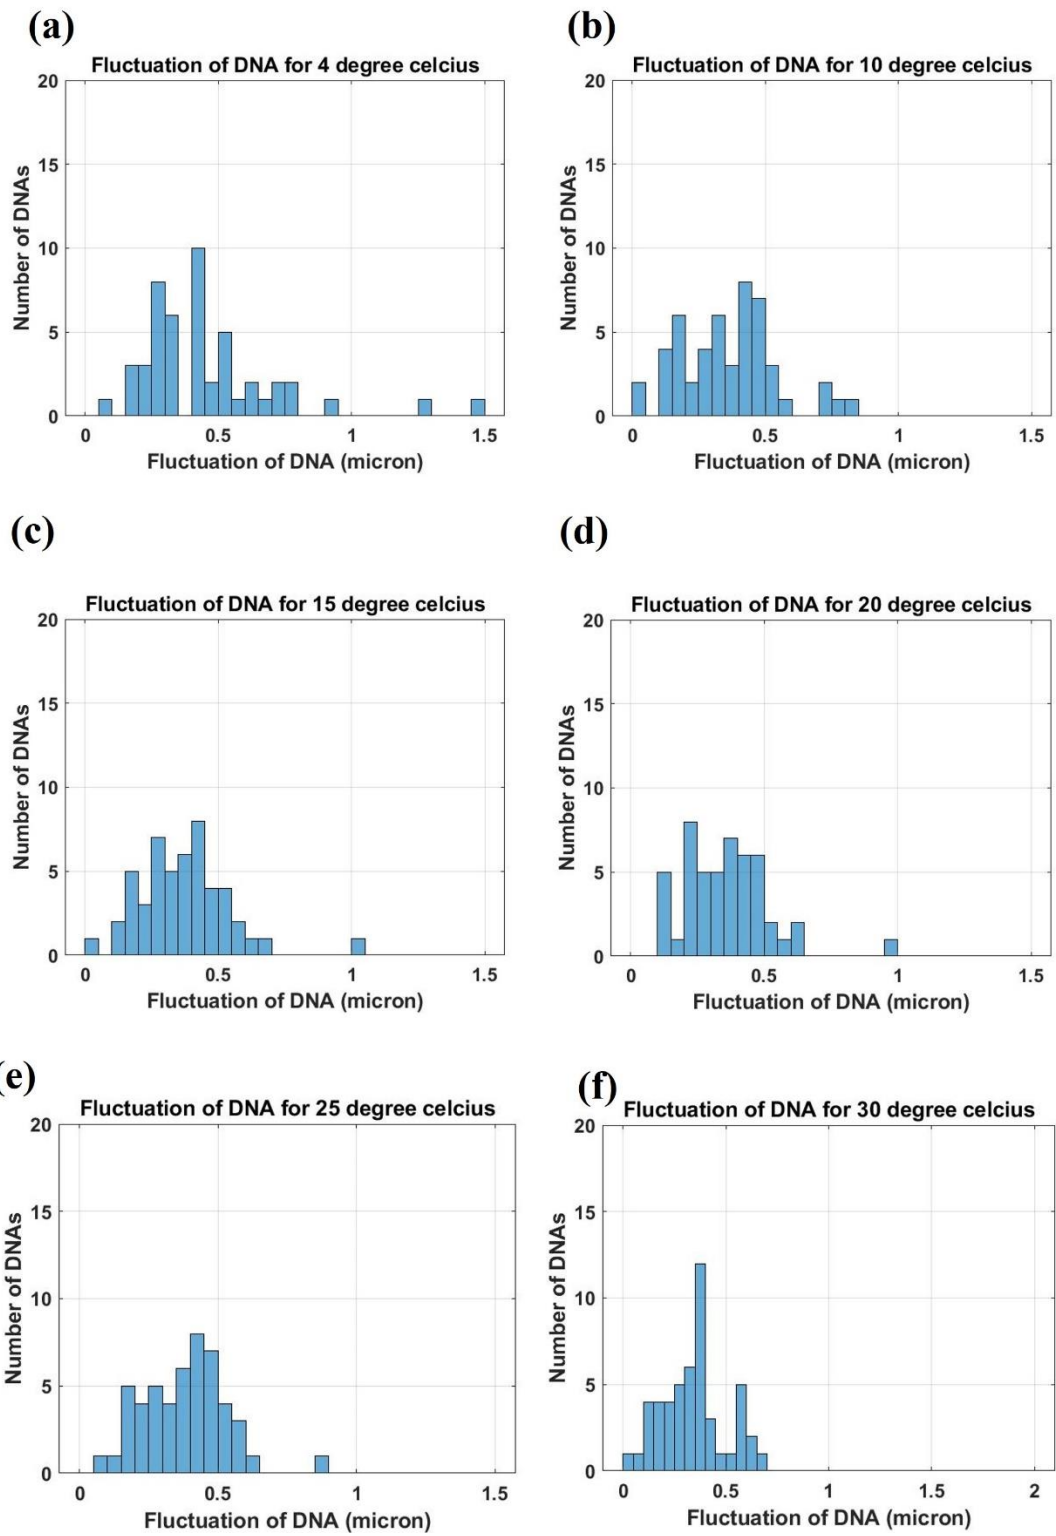 (a)
Fluctuation of DNA for 4 degree celcius
20
15
10
5
0
Number of DNAs
0 0.5 1 1.5
Fluctuation of DNA (micron)
(b)
Fluctuation of DNA for 10 degree celcius
20
15
10
5
0
Number of DNAs
0 0.5 1 1.5
Fluctuation of DNA (micron)
(c)
Fluctuation of DNA for 15 degree celcius
20
15
10
5
0
Number of DNAs
0 0.5 1 1.5
Fluctuation of DNA (micron)
(d)
Fluctuation of DNA for 20 degree celcius
20
15
10
5
0
Number of DNAs
0 0.5 1 1.5
Fluctuation of DNA (micron)
(e)
Fluctuation of DNA for 25 degree celcius
20
15
10
5
0
Number of DNAs
0 0.5 1 1.5
Fluctuation of DNA (micron)
(f)
Fluctuation of DNA for 30 degree celcius
20
15
10
5
0
Number of DNAs
0 0.5 1 1.5 2
Fluctuation of DNA (micron)